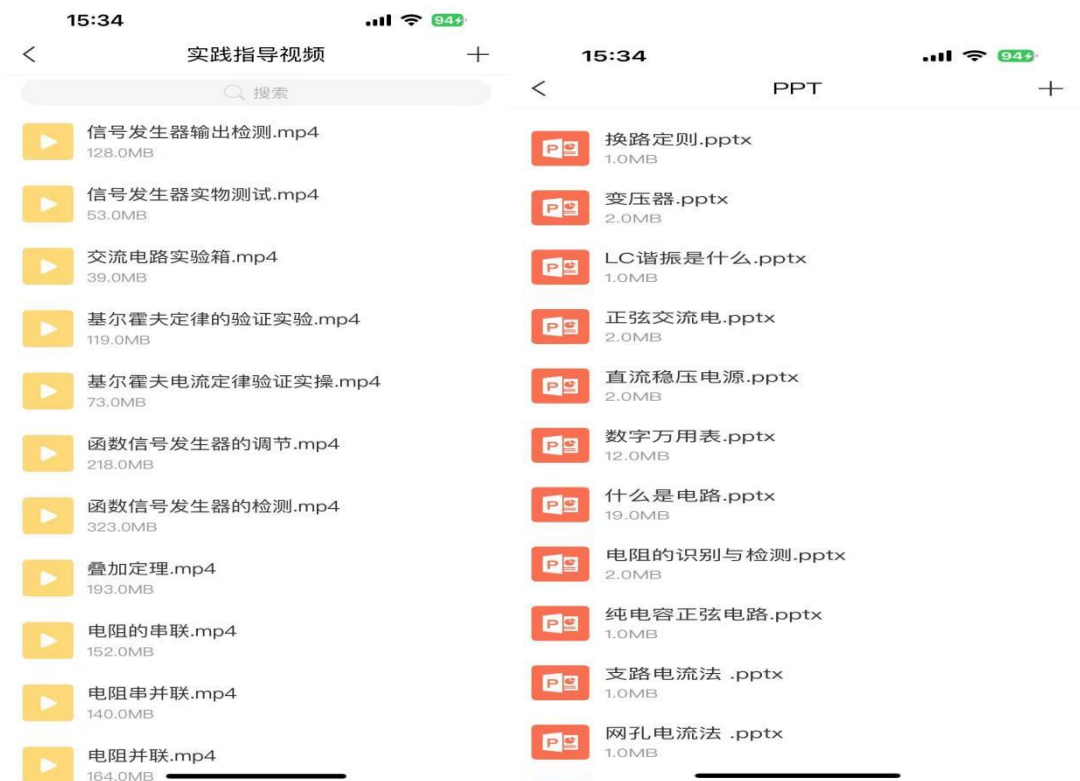 15:34
94
实践指导视频
搜索
信号发生器输出检测.mp4
128.0MB
信号发生器实物测试.mp4
53.0MB
交流电路实验箱.mp4
39.0MB
基尔霍夫定律的验证实验.mp4
119.0MB
基尔霍夫电流定律验证实操.mp4
73.0MB
函数信号发生器的调节.mp4
218.0MB
函数信号发生器的检测.mp4
323.0MB
叠加定理.mp4
193.0MB
电阻的串联.mp4
152.0MB
电阻串并联.mp4
140.0MB
电阻并联.mp4
164.0MB
15:34
94
PPT
换路定则.pptx
1.0MB
变压器.pptx
2.0MB
LC谐振是什么.pptx
1.0MB
正弦交流电.pptx
2.0MB
直流稳压电源.pptx
2.0MB
数字万用表.pptx
12.0MB
什么是电路.pptx
19.0MB
电阻的识别与检测.pptx
2.0MB
纯电容正弦电路.pptx
1.0MB
支路电流法 .pptx
1.0MB
网孔电流法 .pptx
1.0MB